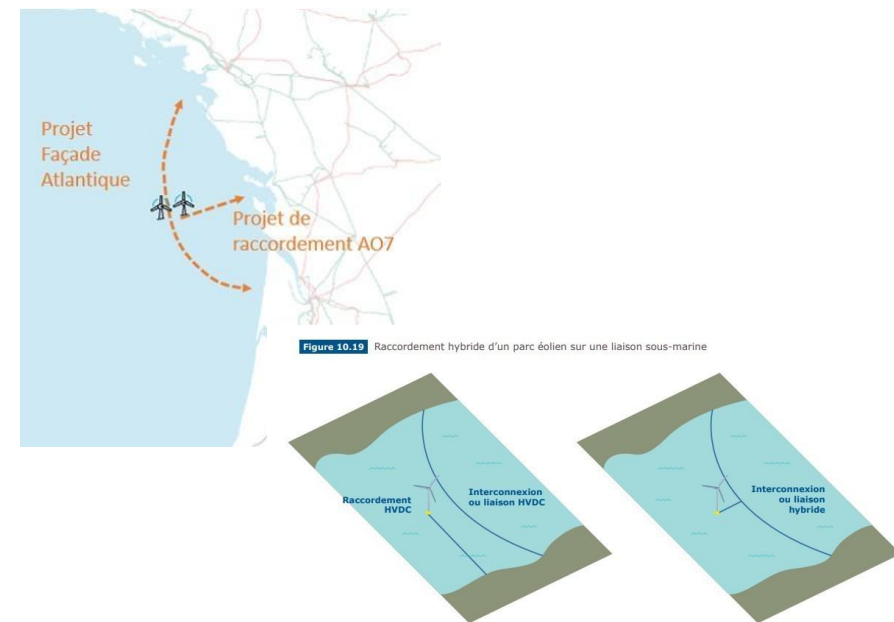 Projet
Façade
Atlantique
Projet de
raccordement AO7
Figure 10.19 Raccordement hybride d’un parc éolien sur une liaison sous-marine
Raccordement
HVDC
Interconnexion
ou liaison HVDC
Interconnexion
ou liaison
hybride